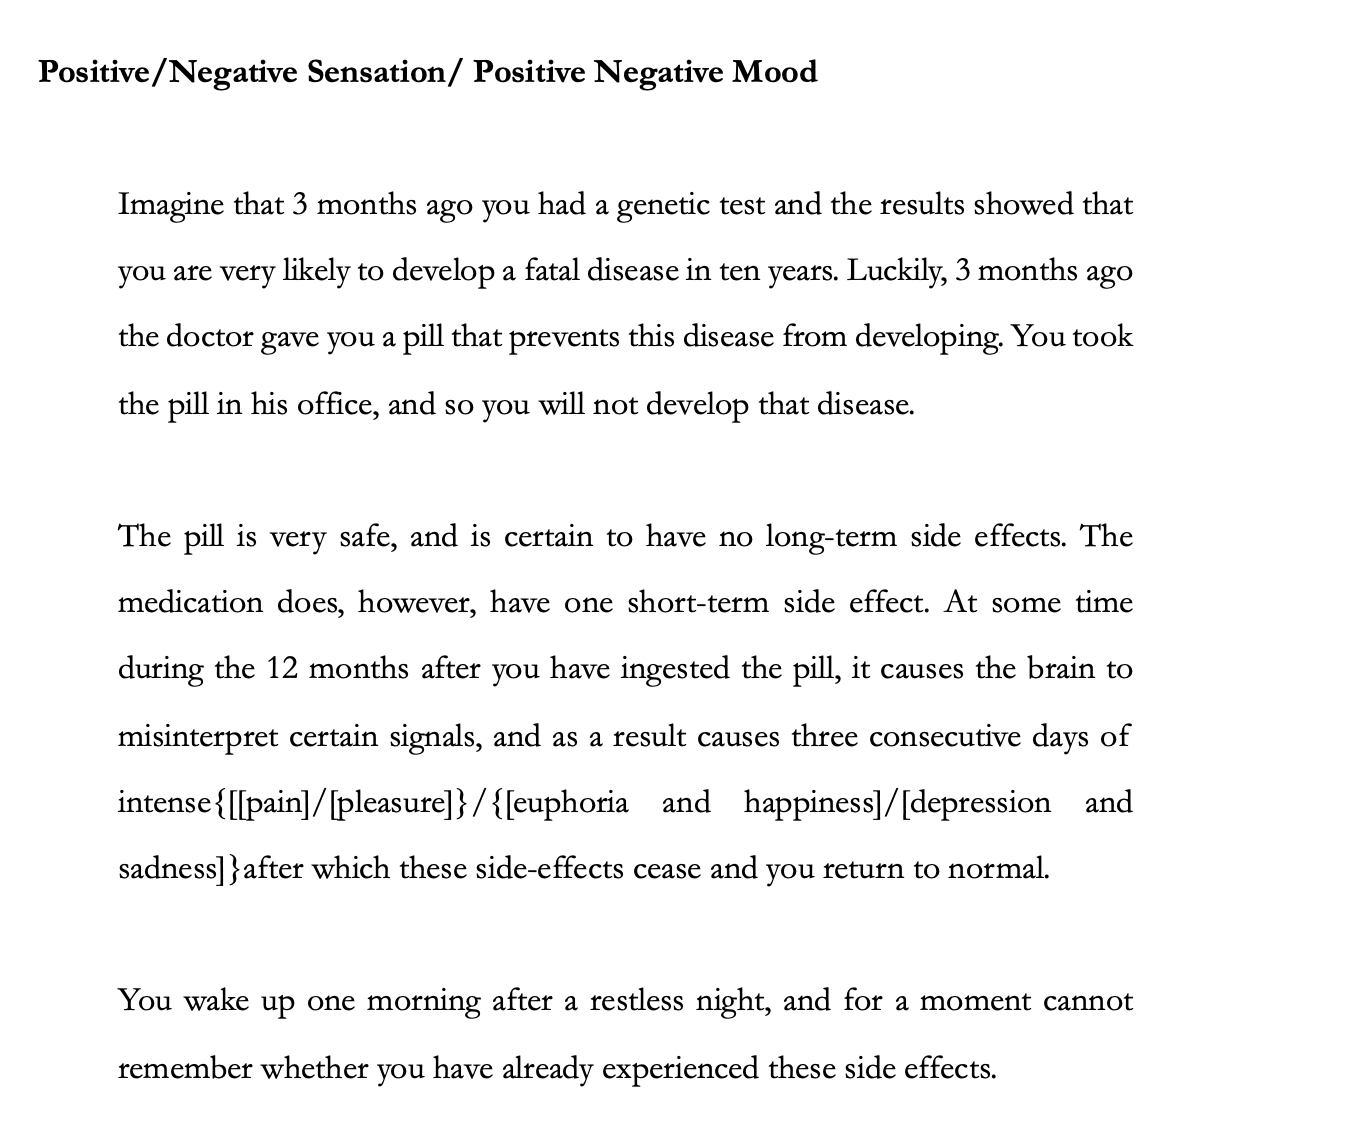 Positive/Negative Sensation/ Positive Negative Mood
Imagine that 3 months ago you had a genetic test and the results showed that
you are very likely to develop a fatal disease in ten years. Luckily, 3 months ago
the doctor gave you a pill that prevents this disease from developing. You took
the pill in his office, and so you will not develop that disease.
The pill is very safe, and is certain to have no long-term side effects. The
medication does, however, have one short-term side effect. At some time
during the 12 months after you have ingested the pill, it causes the brain to
misinterpret certain signals, and as a result causes three consecutive days of
intense{[[pain]/[pleasure]}/{[euphoria and happiness]/[depression and
sadness]}after which these side-effects cease and you return to normal.
You wake up one morning after a restless night, and for a moment cannot
remember whether you have already experienced these side effects.